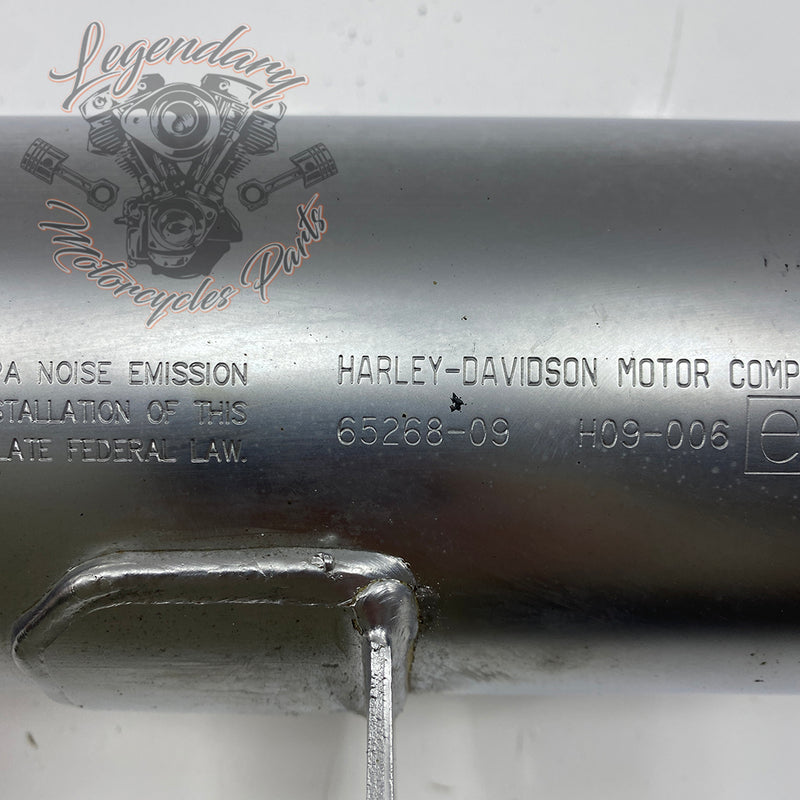 Legendary
Motorcycles Parts
PA NOISE EMISSION
STALLATION OF THIS
LATE FEDERAL LAW.
HARLEY-DAVIDSON MOTOR COMP
65268-09 H09-006 e